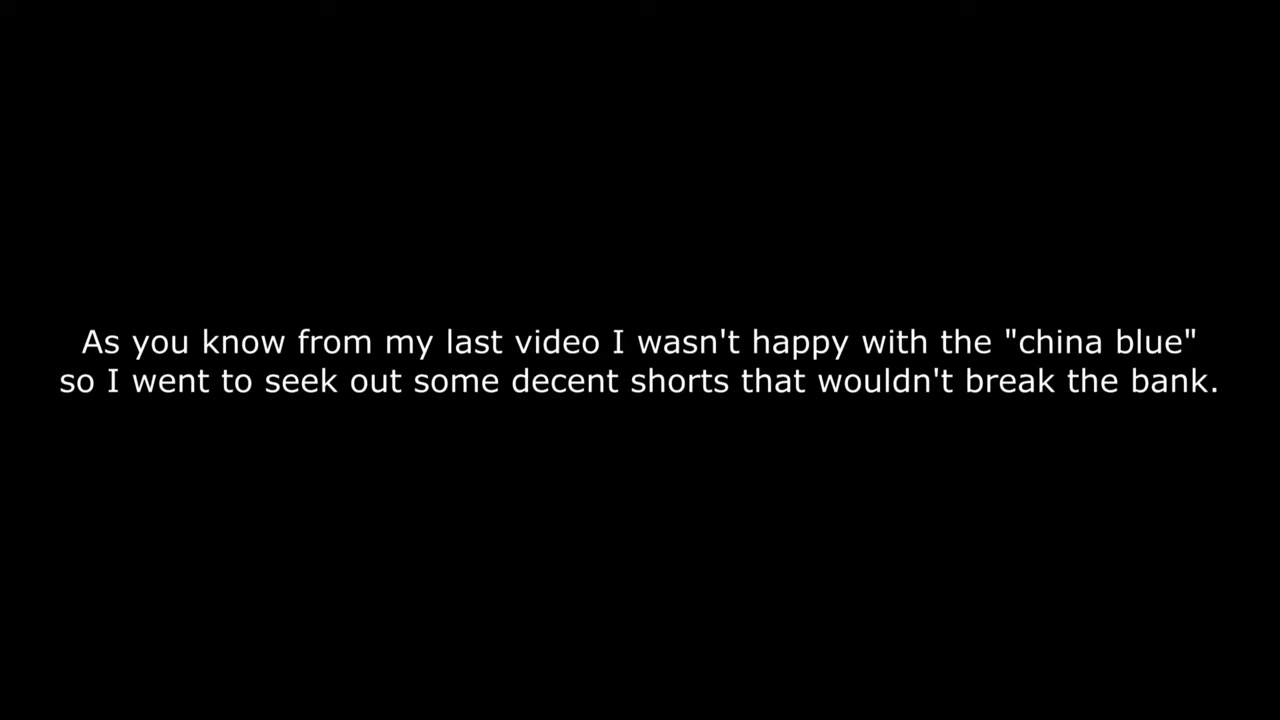 As you know from my last video I wasn't happy with the "china blue"
so I went to seek out some decent shorts that wouldn't break the bank.